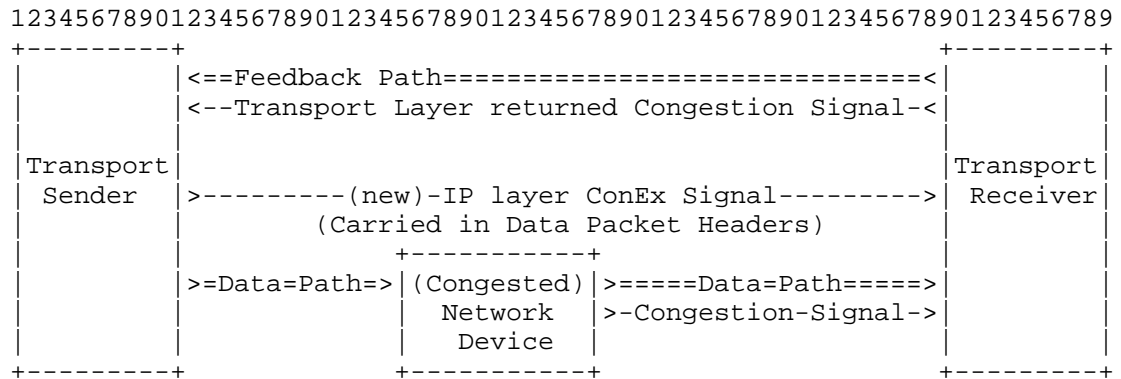 123456789012345678901234567890123456789012345678901234567890123456789
+---------+                                               +---------+
|         |<==Feedback Path==============================<|         |
|         |<--Transport Layer returned Congestion Signal-<|         |
|         |                                               |         |
|Transport|                                               |Transport|
| Sender  |>---------(new)-IP layer ConEx Signal--------->| Receiver|
|         |        (Carried in Data Packet Headers)       |         |
|         |             +-----------+                     |         |
|         |>=Data=Path=>|(Congested)|>=====Data=Path=====>|         |
|         |             |  Network  |>-Congestion-Signal->|         |
|         |             |   Device  |                     |         |
+---------+             +-----------+                     +---------+